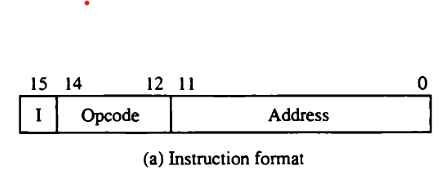 15 14 12 11 0
I Opcode Address
(a) Instruction format